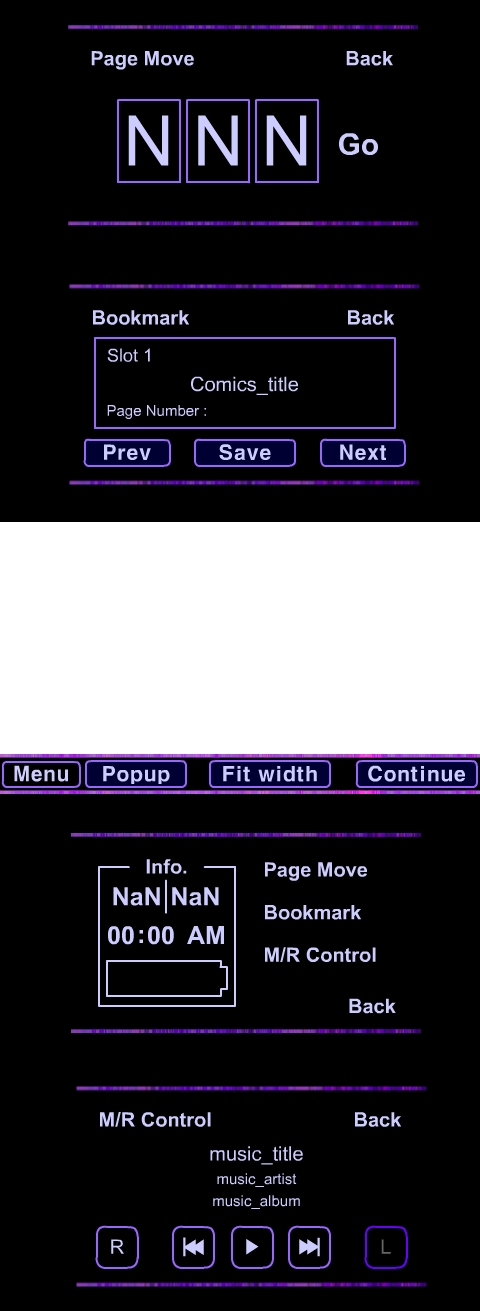 Page Move Back
N N N Go
Bookmark Back
Slot 1
Comics_title
Page Number :
Prev Save Next
Menu Popup Fit width Continue
Info.
NaN NaN
00:00 AM
Page Move
Bookmark
M/R Control
Back
M/R Control Back
music_title
music_artist
music_album
R L